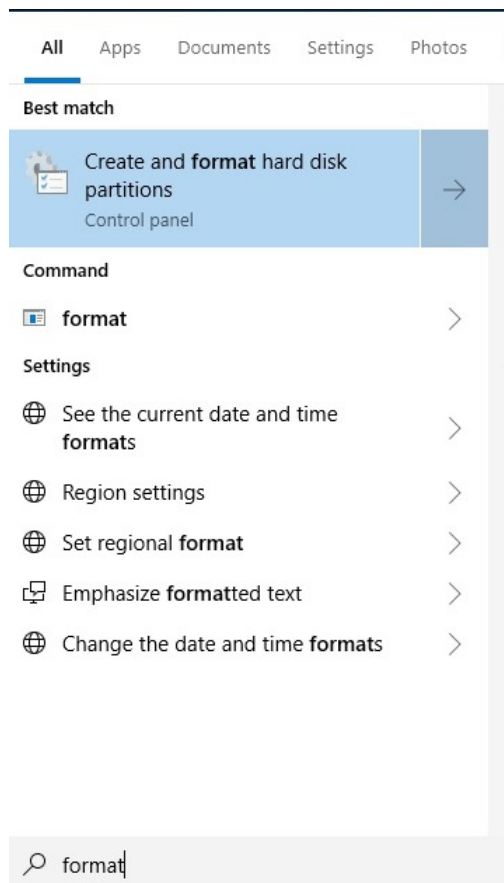 All Apps Documents Settings Photos
Best match
Create and format hard disk
partitions
Control panel
Command
format
Settings
See the current date and time
formats
Region settings
Set regional format
Emphasize formatted text
Change the date and time formats
format